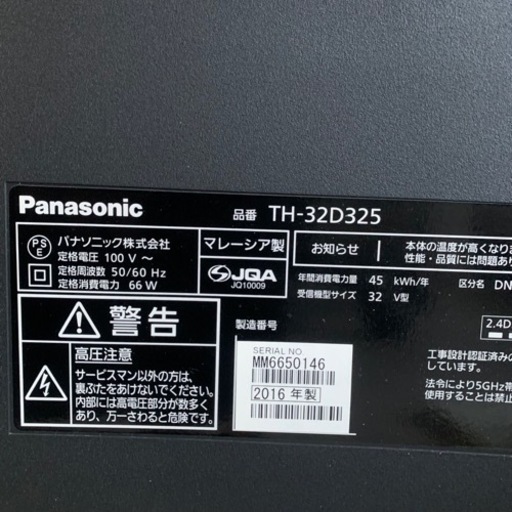 Panasonic
品番 TH-32D325
PS
E
パナソニック株式会社
定格電圧 100 V ～
定格周波数 50/60 Hz
定格消費電力 66 W
マレーシア製
JQA
JQ10009
お知らせ
本体の温度が高くなりま
性能・品質には問題あり
年間消費電力量 45 kWh/年
受信機型サイズ 32 V型
区分名 DN
警告
高圧注意
サービスマン以外の方は、
裏ぶたをあけないでください。
内部には高電圧部分が数多く
あり、万一さわると危険です。
製造番号
SERIAL NO.
MM6650146
2016 年製
2.4D
工事設計認証済みの
しています。
法令により5GHz帯
使用することは禁